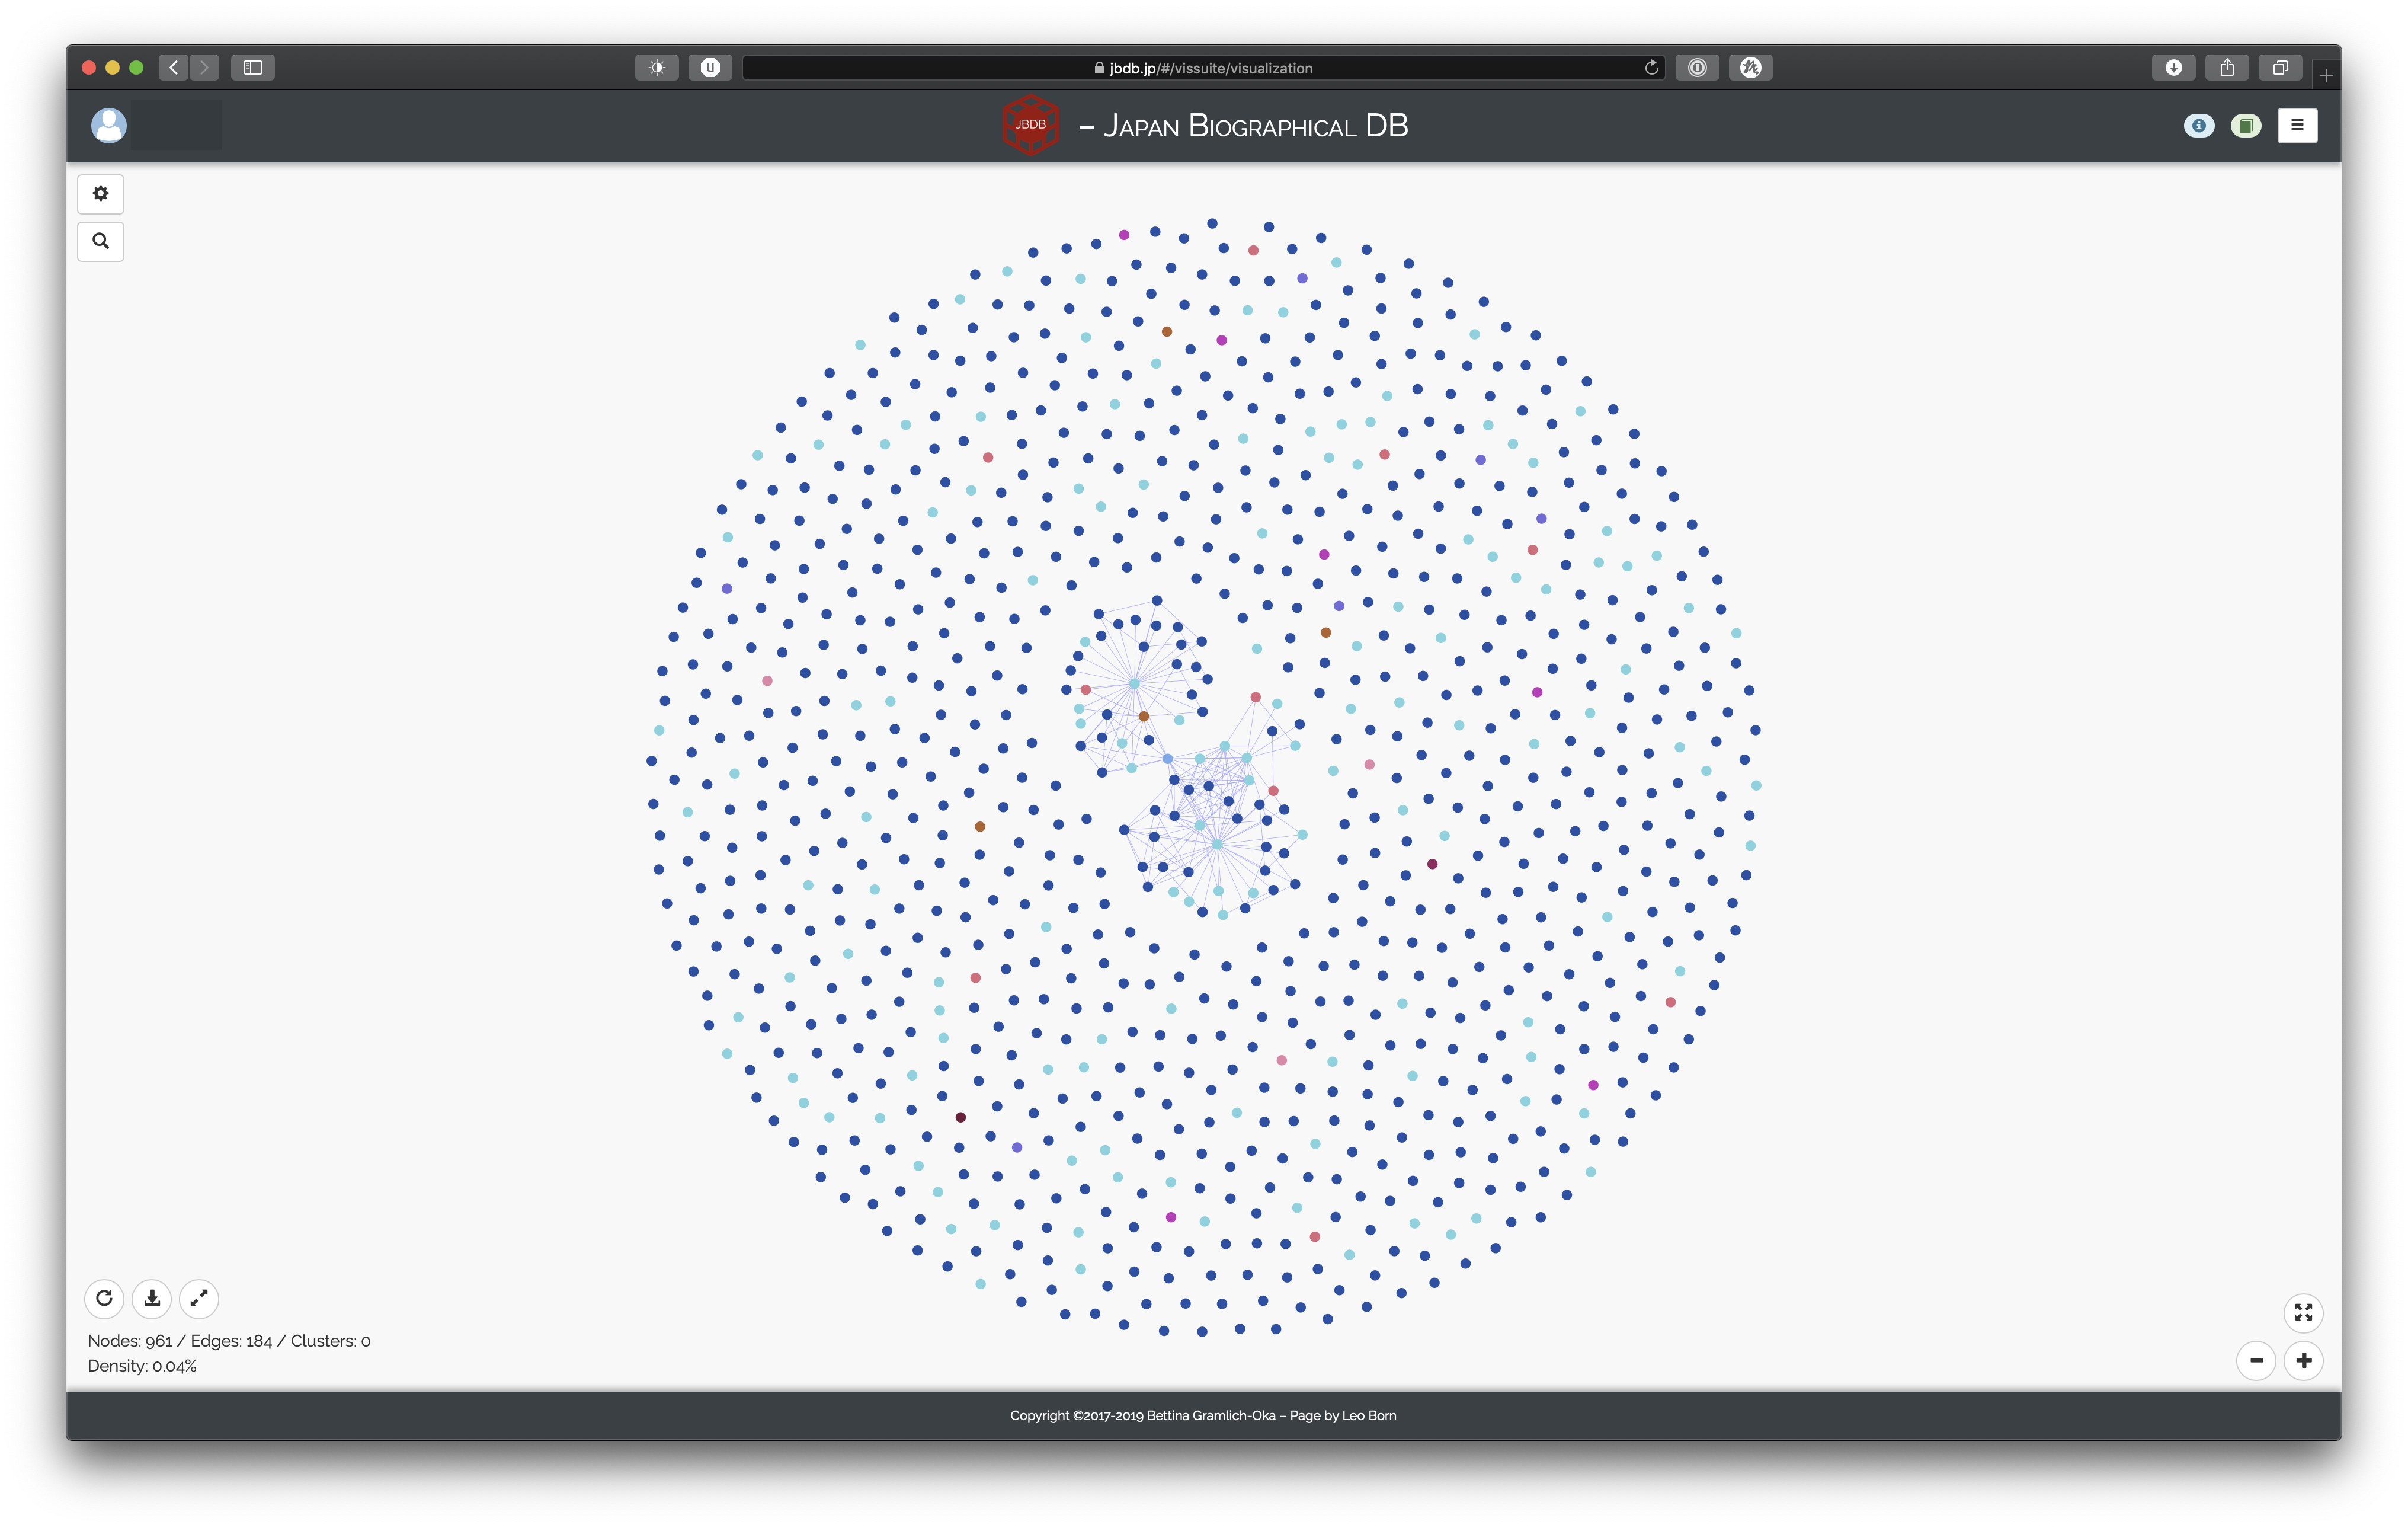 jbdb.jp/#/vissuite/visualization
JBDB
– Japan Biographical DB
Nodes: 961 / Edges: 184 / Clusters: 0
Density: 0.04%
Copyright ©2017-2019 Bettina Gramlich-Oka – Page by Leo Born